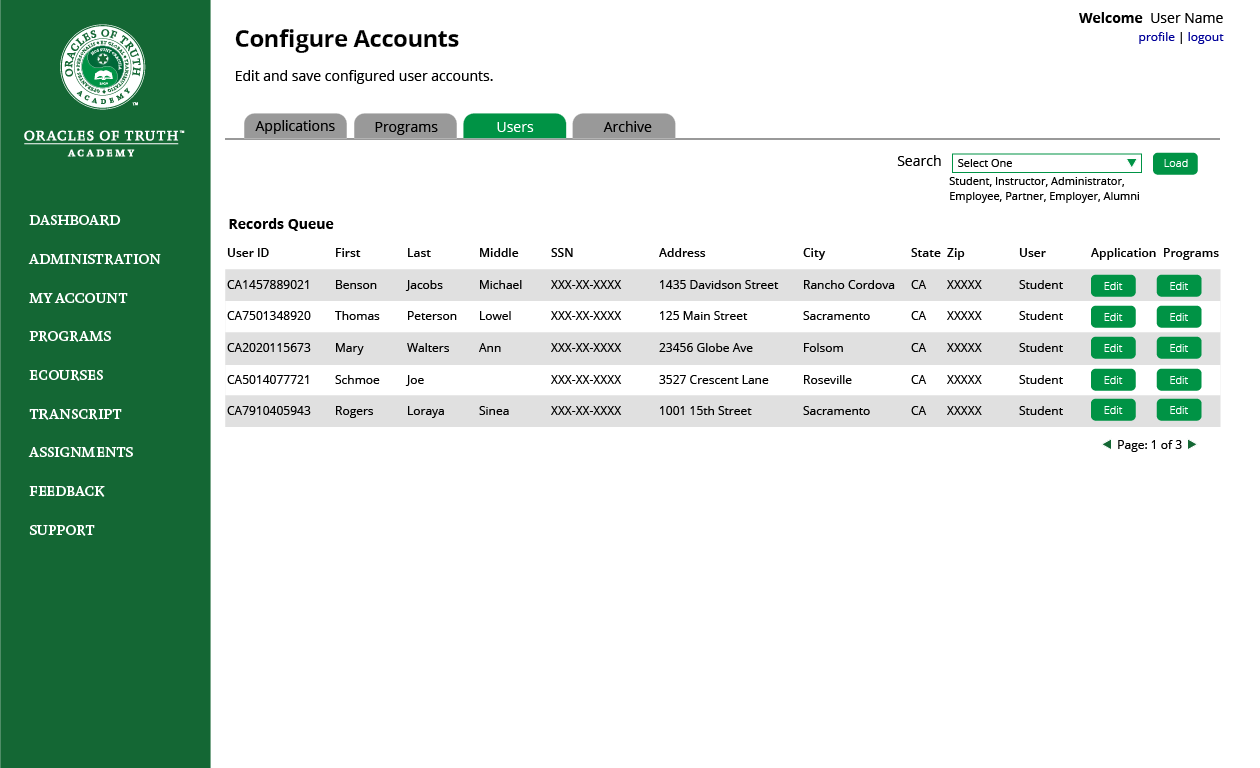 ORACLES OF TRUTH
ACADEMY
ORACLES OF TRUTH™
ACADEMY
DASHBOARD
ADMINISTRATION
MY ACCOUNT
PROGRAMS
ECOURSES
TRANSCRIPT
ASSIGNMENTS
FEEDBACK
SUPPORT
Welcome User Name
profile | logout
Configure Accounts
Edit and save configured user accounts.
Applications Programs Users Archive
Search Select One Load
Student, Instructor, Administrator,
Employee, Partner, Employer, Alumni
Records Queue
User ID First Last Middle SSN Address City State Zip User Application Programs
CA1457889021 Benson Jacobs Michael XXX-XX-XXXX 1435 Davidson Street Rancho Cordova CA XXXXX Student Edit Edit
CA7501348920 Thomas Peterson Lowel XXX-XX-XXXX 125 Main Street Sacramento CA XXXXX Student Edit Edit
CA2020115673 Mary Walters Ann XXX-XX-XXXX 23456 Globe Ave Folsom CA XXXXX Student Edit Edit
CA5014077721 Schmoe Joe XXX-XX-XXXX 3527 Crescent Lane Roseville CA XXXXX Student Edit Edit
CA7910405943 Rogers Loraya Sinea XXX-XX-XXXX 1001 15th Street Sacramento CA XXXXX Student Edit Edit
Page: 1 of 3